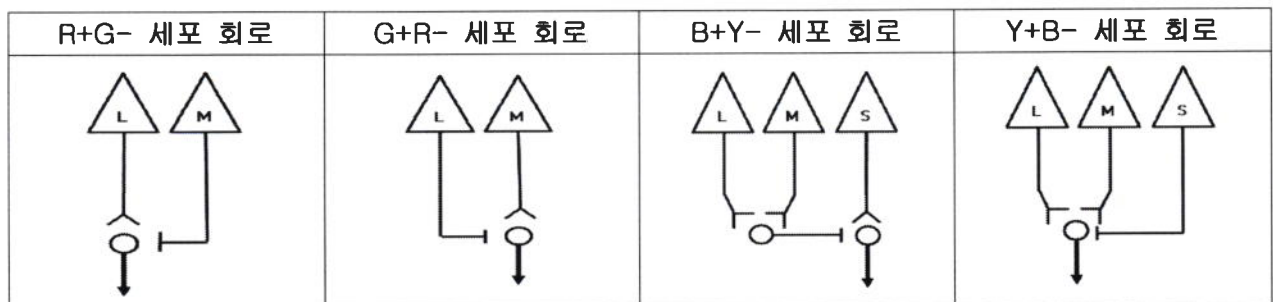 R+G- 세포 회로
G+R- 세포 회로
B+Y- 세포 회로
Y+B- 세포 회로
L M
L M
L M S
L M S